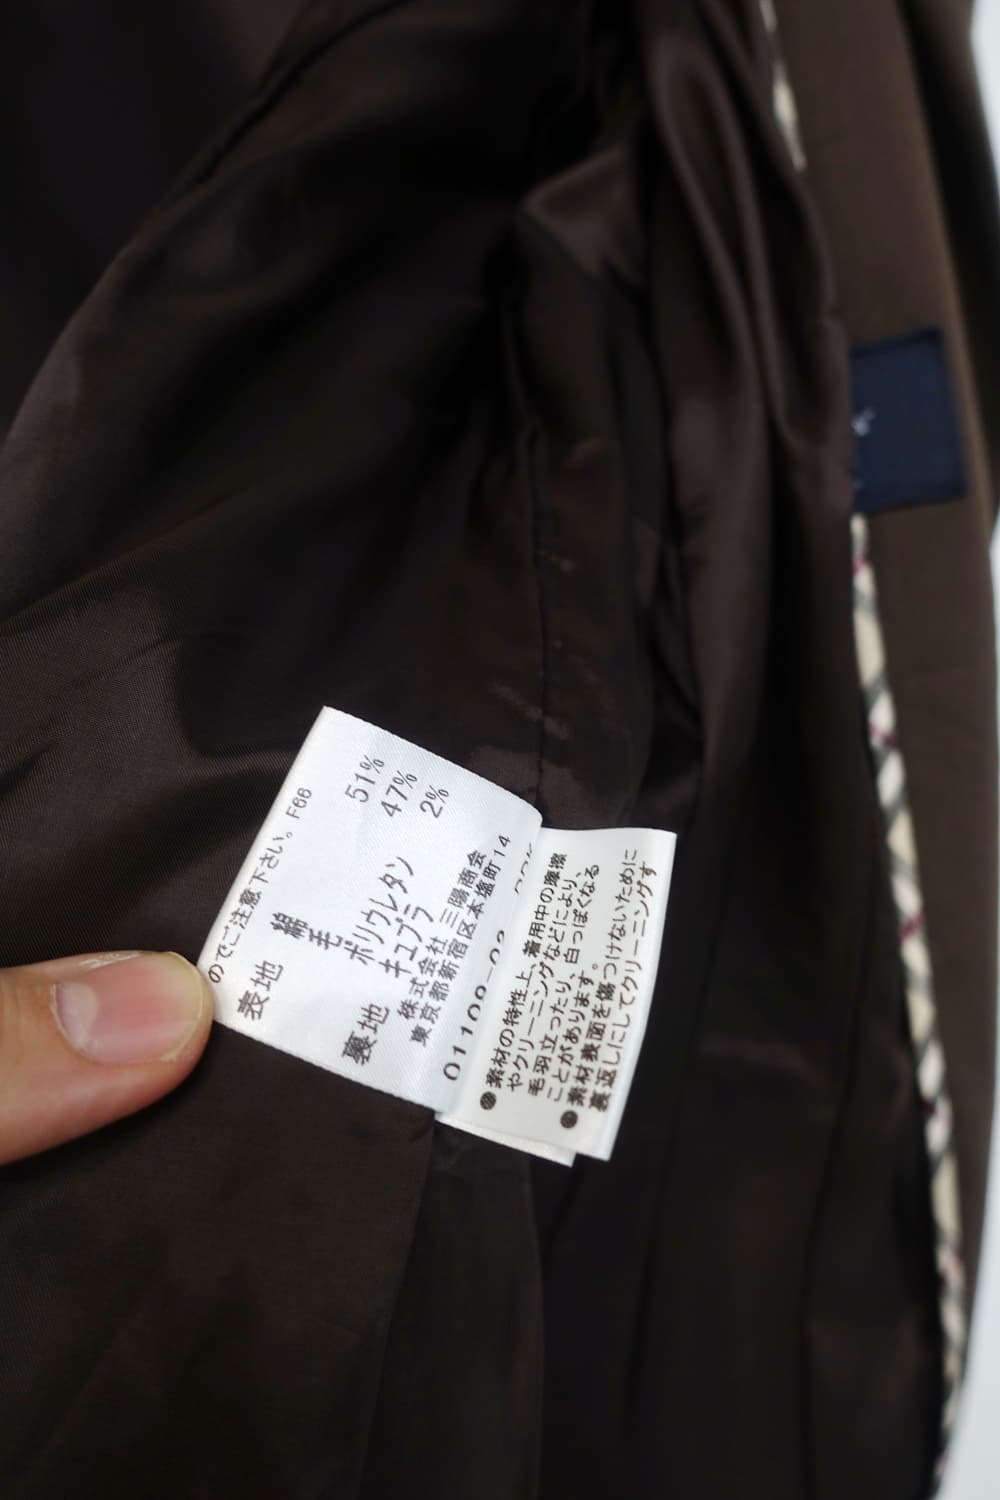 のでご注意下さい。F66
表地 綿 51%
毛 47%
ポリウレタン 2%
裏地 キュプラ
株式会社 三陽商会
東京都新宿区本塩町14
01109-02
●素材の特性上、着用中の摩擦
やクリーニングなどにより、
毛羽立ったり、白っぽくなる
ことがあります。
●素材表面を傷つけないために
裏返しにしてクリーニングす